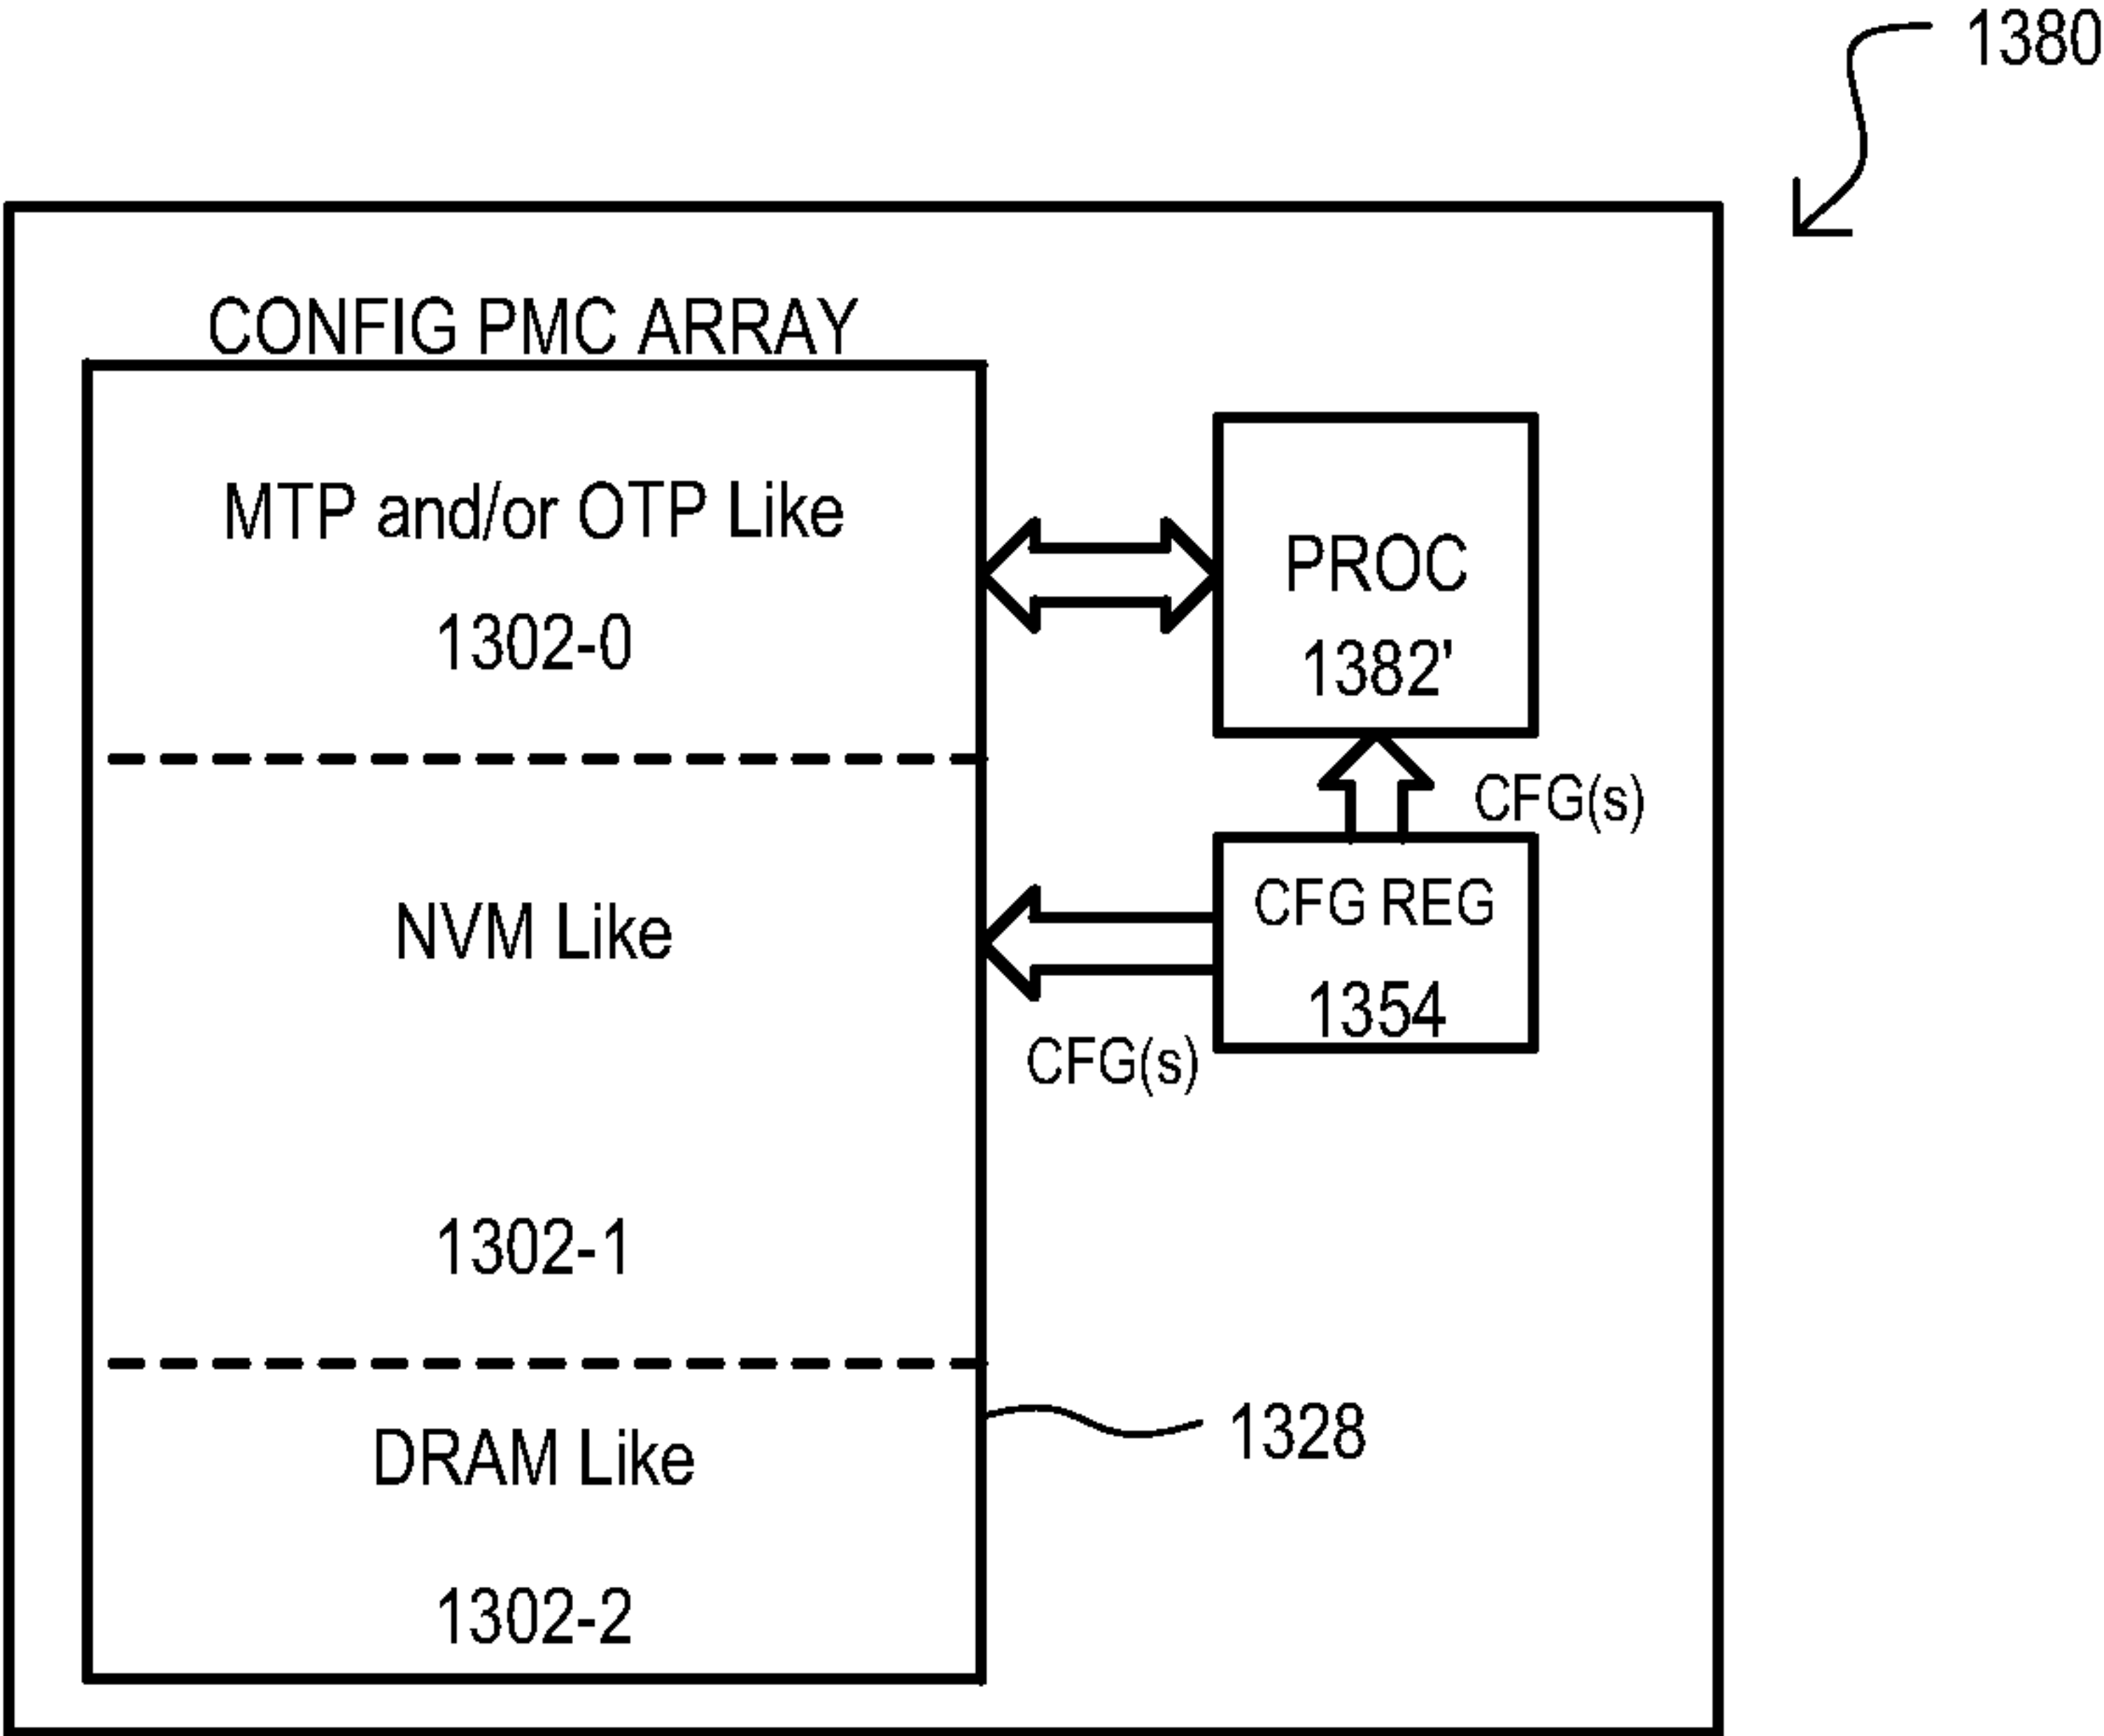 1380
CONFIG PMC ARRAY
MTP and/or OTP Like
1302-0
PROC
1382'
CFG(s)
NVM Like
CFG REG
1354
CFG(s)
1302-1
1328
DRAM Like
1302-2